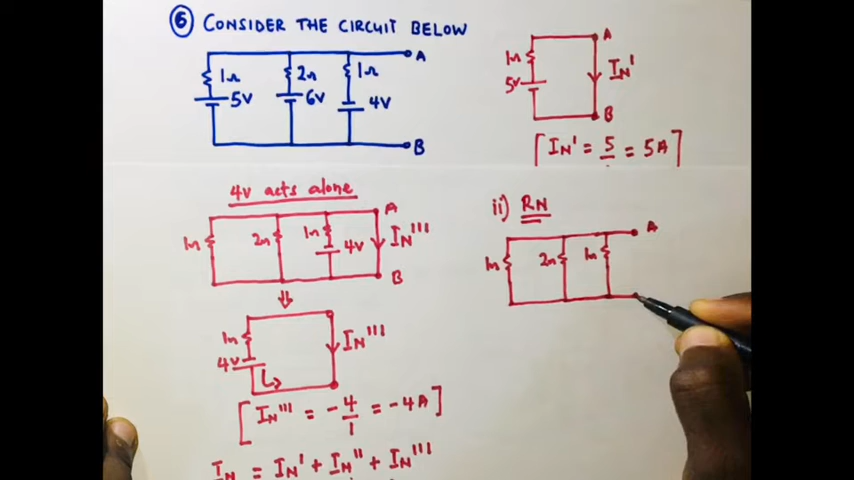 ⑥ CONSIDER THE CIRCUIT BELOW
A
1Ω 2Ω 1Ω
5V 6V 4V
B
A
1Ω
5V
IN'
B
[IN' = 5/1 = 5A]
4V acts alone
A
1Ω 2Ω 1Ω
4V
IN'''
B
⇓
1Ω
4V
IN'''
[IN''' = -4/1 = -4A]
IN = IN' + IN'' + IN'''
ii) RN
A
1Ω 2Ω 1Ω